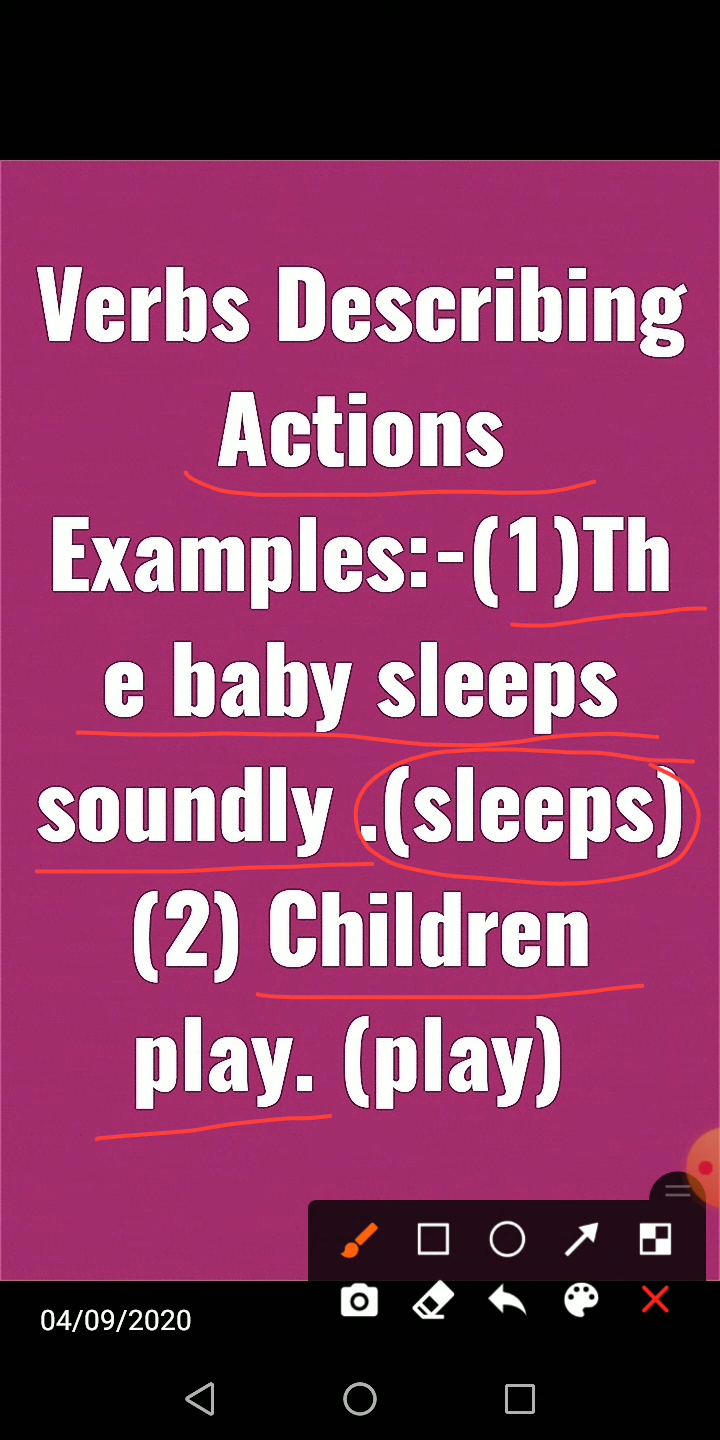 Verbs Describing
Actions
Examples:-(1)Th
e baby sleeps
soundly .(sleeps)
(2) Children
play. (play)
04/09/2020